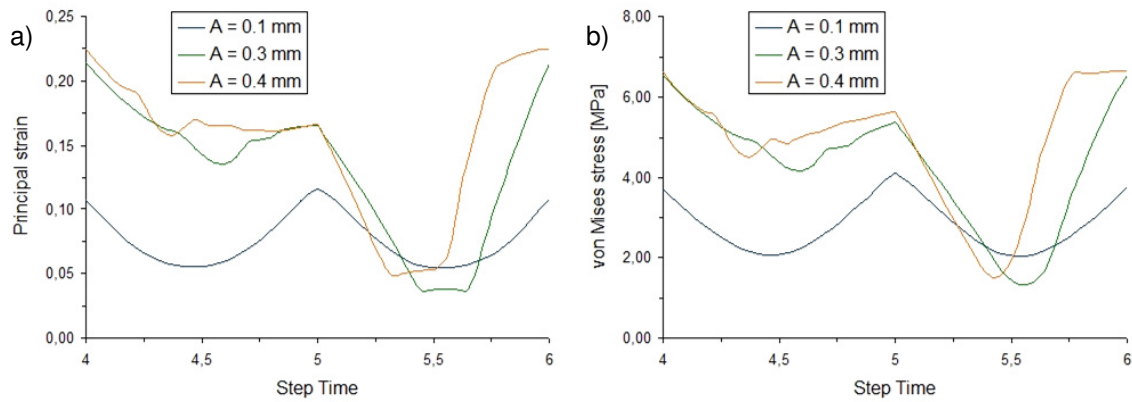 a)
0,25
0,20
0,15
0,10
0,05
0,00
Principal strain
A = 0.1 mm
A = 0.3 mm
A = 0.4 mm
4
4,5
5
5,5
6
Step Time
b)
8,00
6,00
4,00
2,00
0,00
von Mises stress [MPa]
A = 0.1 mm
A = 0.3 mm
A = 0.4 mm
4
4,5
5
5,5
6
Step Time